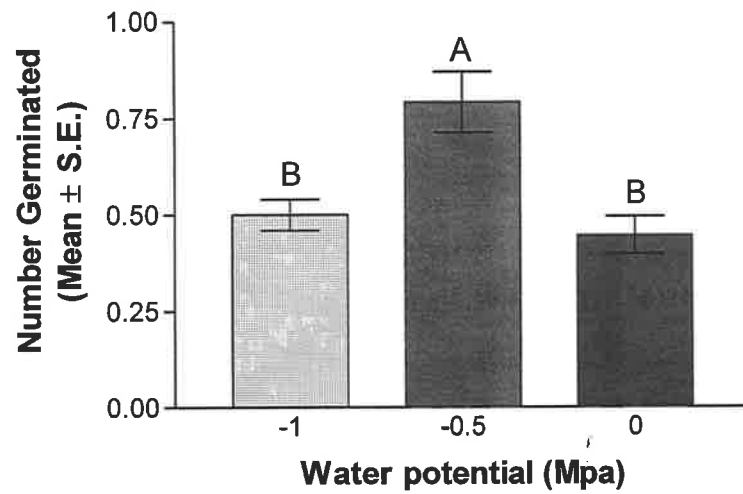 Number Germinated
(Mean ± S.E.)
1.00
0.75
0.50
0.25
0.00
B
A
B
-1
-0.5
0
Water potential (Mpa)